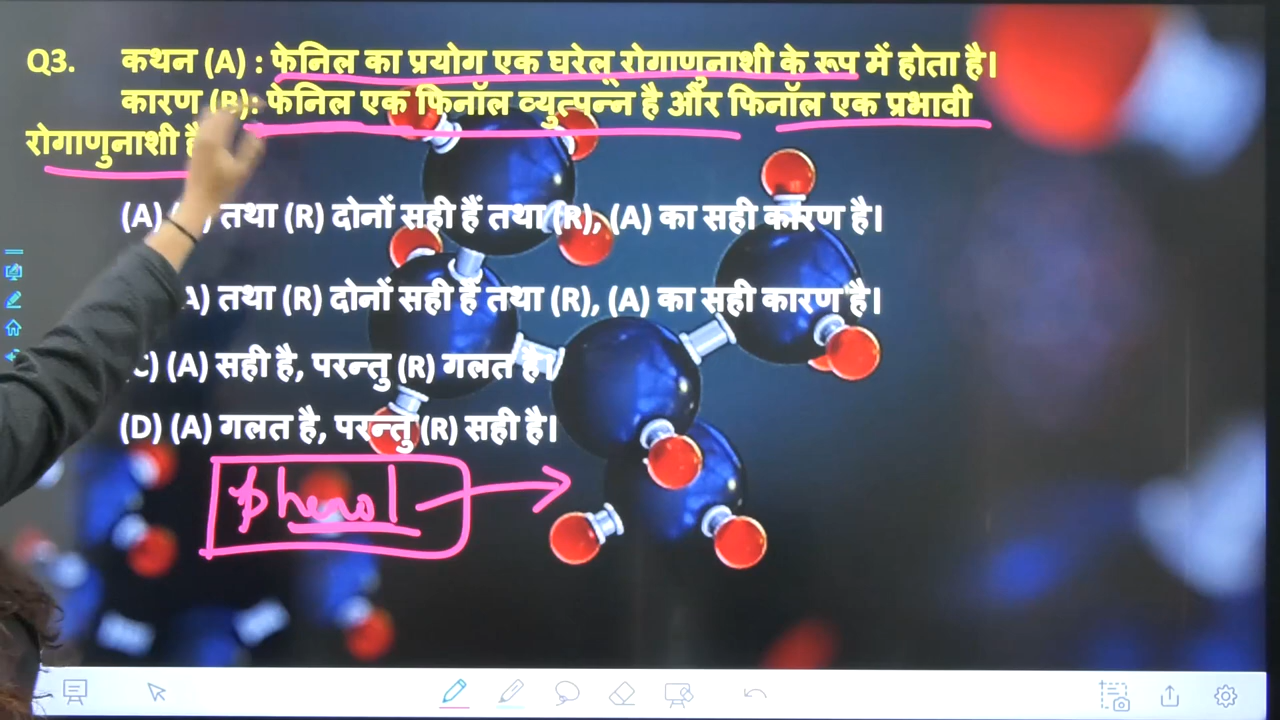 Q3. कथन (A) : फेनिल का प्रयोग एक घरेलू रोगाणुनाशी के रूप में होता है।
कारण (B): फेनिल एक फिनॉल व्युत्पन्न है और फिनॉल एक प्रभावी
रोगाणुनाशी
(A) तथा (R) दोनों सही हैं तथा (R), (A) का सही कारण है।
A) तथा (R) दोनों सही हैं तथा (R), (A) का सही कारण है।
C) (A) सही है, परन्तु (R) गलत है।
(D) (A) गलत है, परन्तु (R) सही है।
phenol